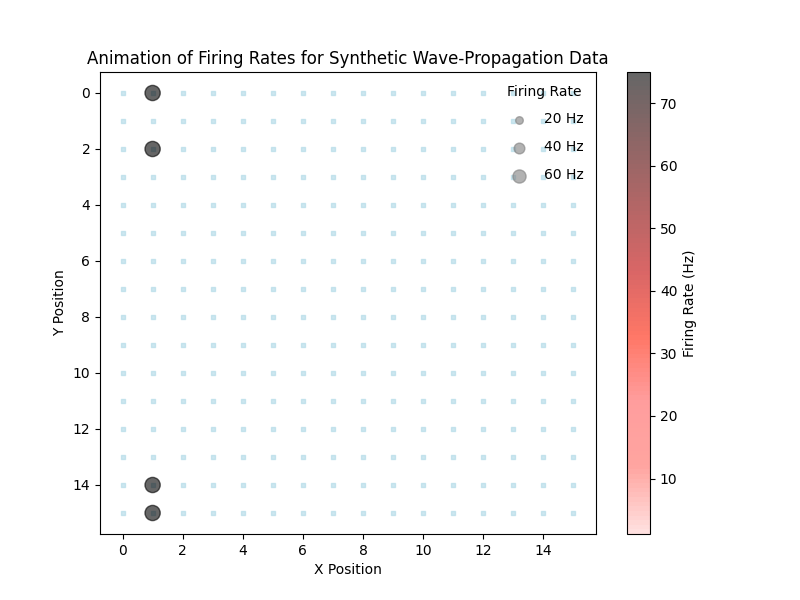 Animation of Firing Rates for Synthetic Wave-Propagation Data
Firing Rate
20 Hz
40 Hz
60 Hz
0
2
4
6
8
10
12
14
Y Position
0 2 4 6 8 10 12 14
X Position
70
60
50
40
30
20
10
Firing Rate (Hz)